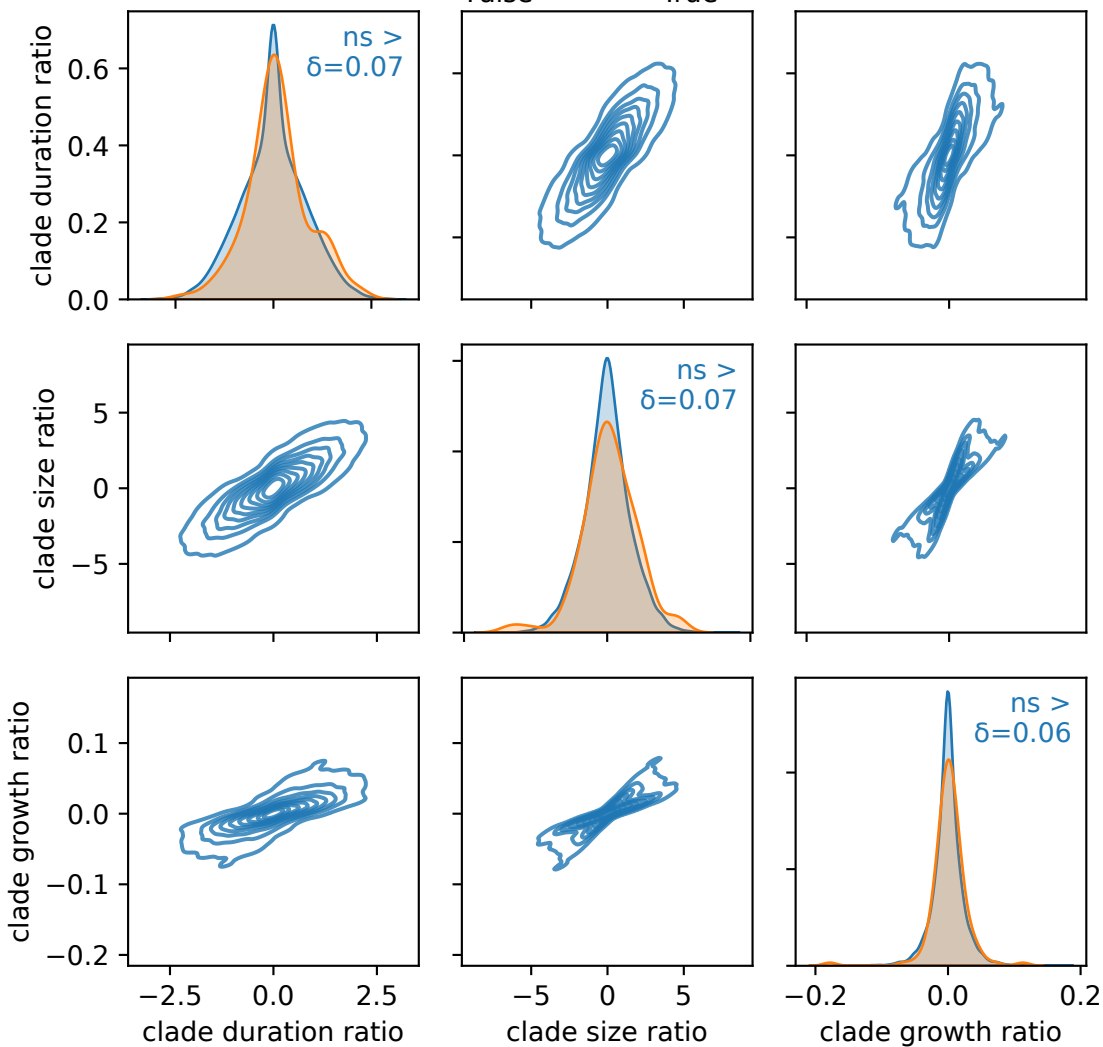 False True
clade duration ratio
0.6
0.4
0.2
0.0
ns >
δ=0.07
clade size ratio
5
0
−5
ns >
δ=0.07
clade growth ratio
0.1
0.0
−0.1
−0.2
ns >
δ=0.06
−2.5 0.0 2.5
−5 0 5
−0.2 0.0 0.2
clade duration ratio
clade size ratio
clade growth ratio